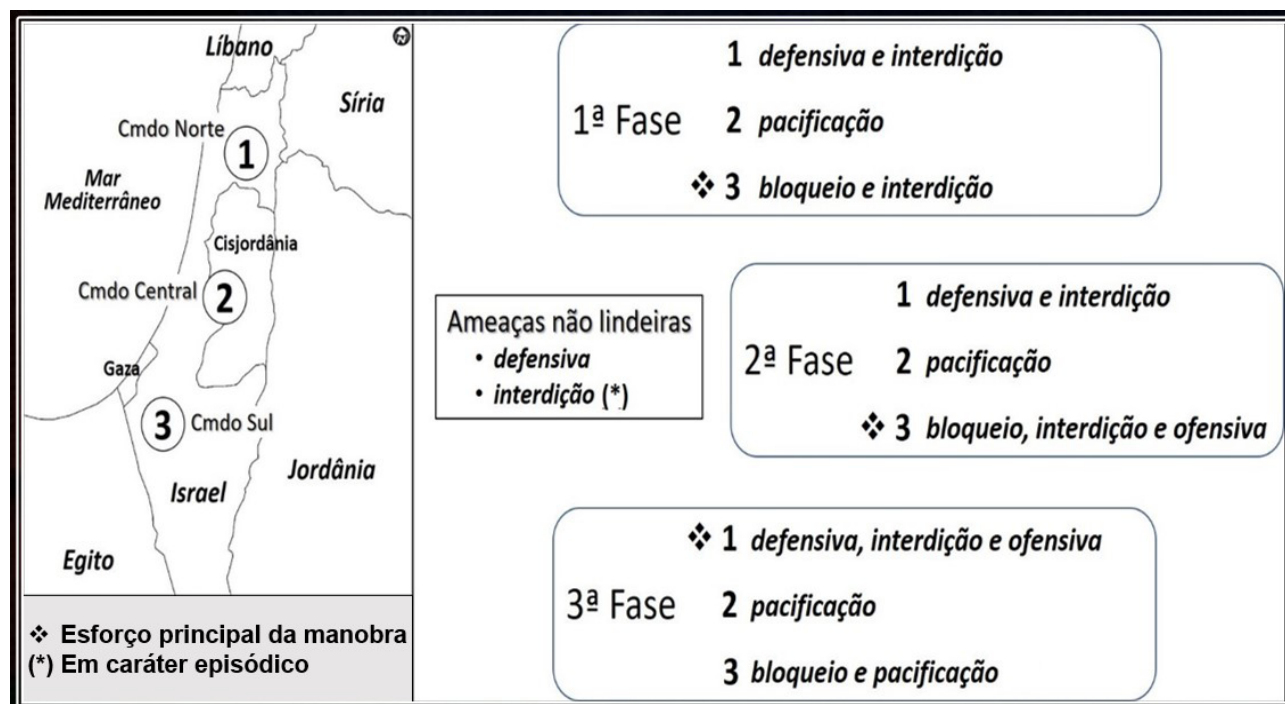 Líbano
Síria
Cmdo Norte
1
Mar
Mediterrâneo
Cisjordânia
Cmdo Central
2
Gaza
3
Cmdo Sul
Jordânia
Israel
Egito
❖ Esforço principal da manobra
(*) Em caráter episódico
1ª Fase
1 defensiva e interdição
2 pacificação
❖ 3 bloqueio e interdição
Ameaças não lindeiras
• defensiva
• interdição (*)
2ª Fase
1 defensiva e interdição
2 pacificação
❖ 3 bloqueio, interdição e ofensiva
3ª Fase
❖ 1 defensiva, interdição e ofensiva
2 pacificação
3 bloqueio e pacificação